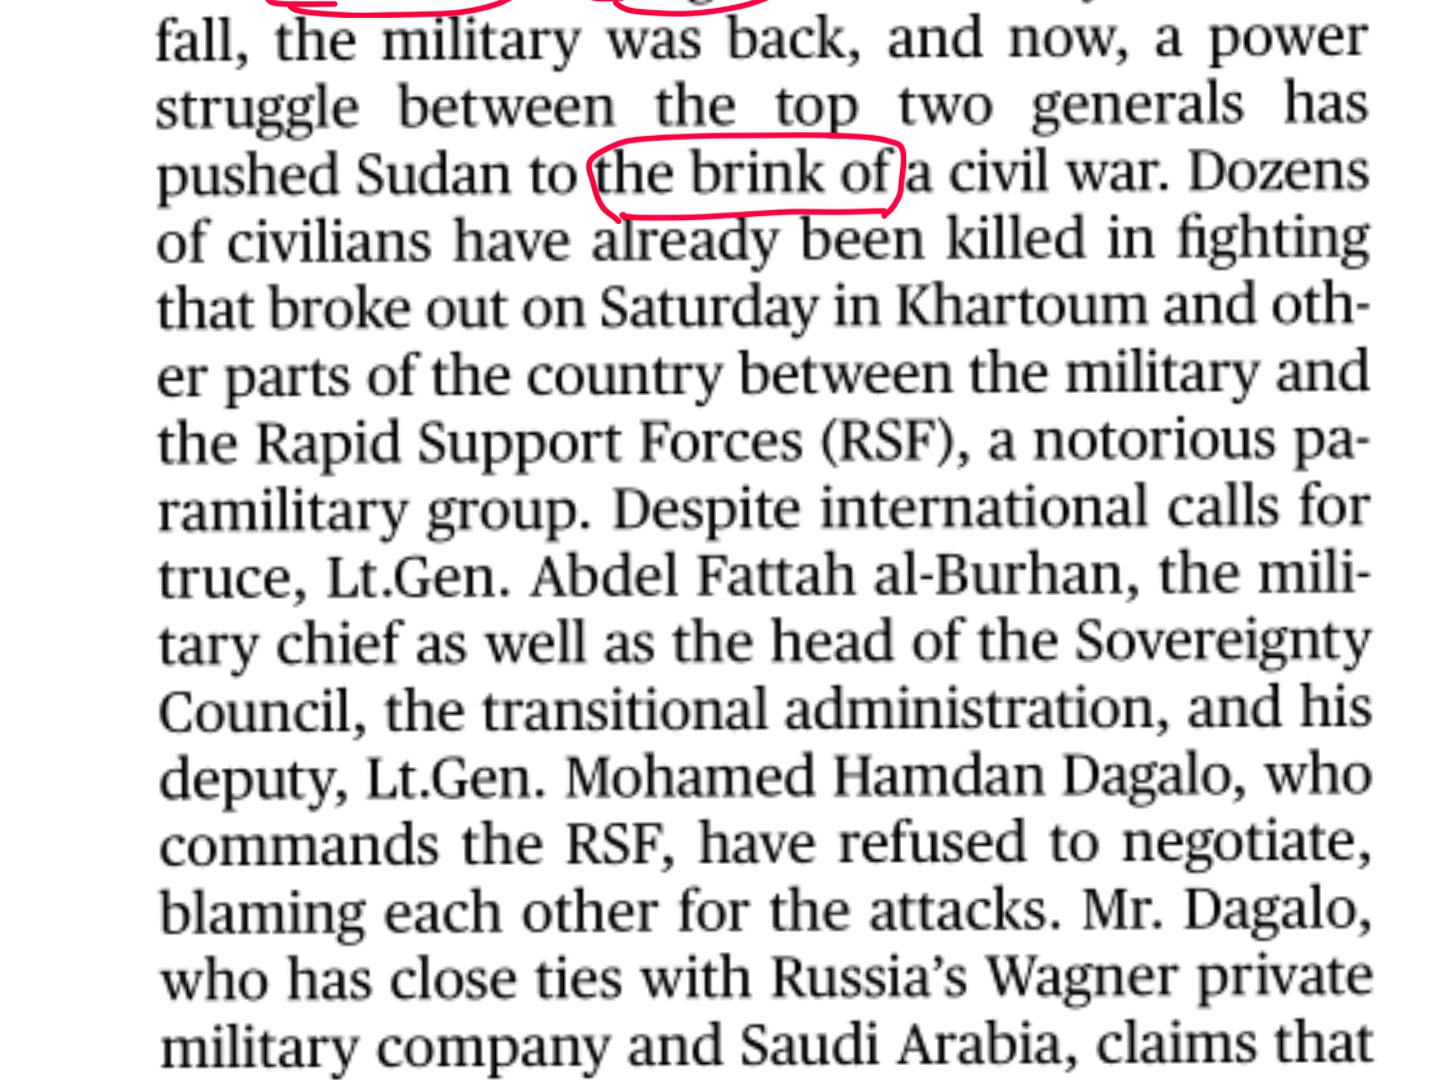 fall, the military was back, and now, a power
struggle between the top two generals has
pushed Sudan to the brink of a civil war. Dozens
of civilians have already been killed in fighting
that broke out on Saturday in Khartoum and oth-
er parts of the country between the military and
the Rapid Support Forces (RSF), a notorious pa-
ramilitary group. Despite international calls for
truce, Lt.Gen. Abdel Fattah al-Burhan, the mili-
tary chief as well as the head of the Sovereignty
Council, the transitional administration, and his
deputy, Lt.Gen. Mohamed Hamdan Dagalo, who
commands the RSF, have refused to negotiate,
blaming each other for the attacks. Mr. Dagalo,
who has close ties with Russia’s Wagner private
military company and Saudi Arabia, claims that